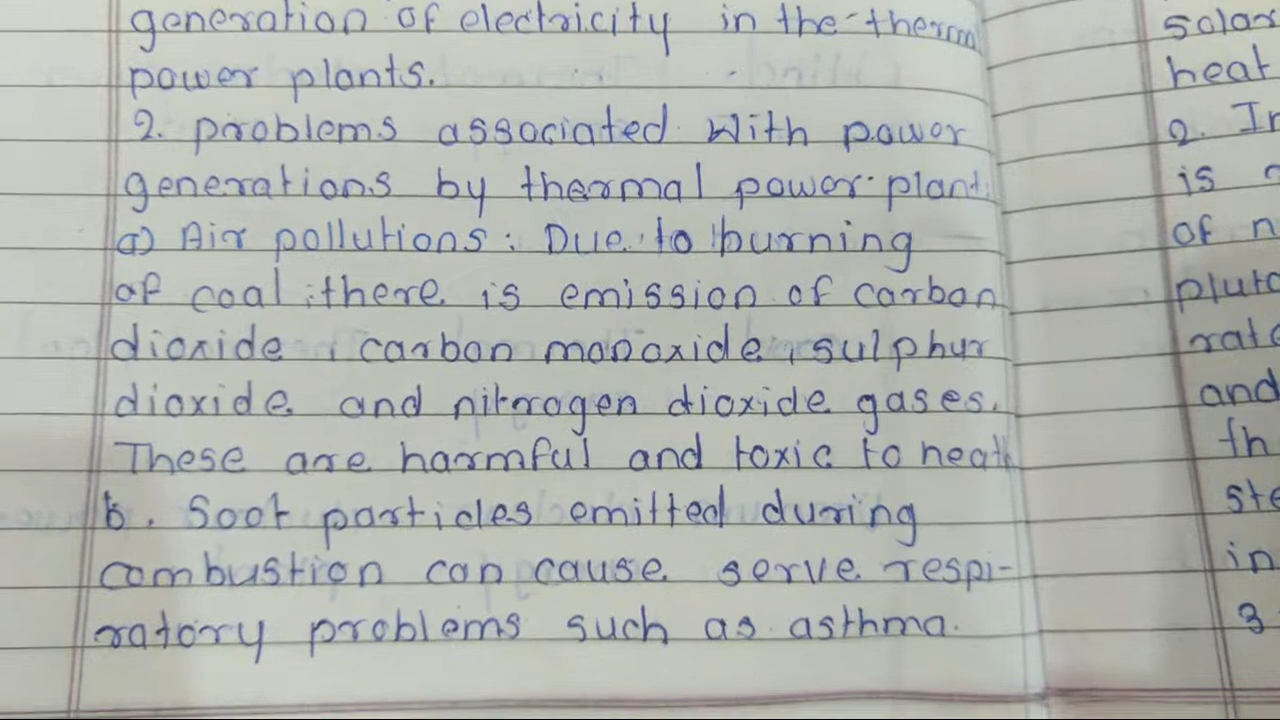 generation of electricity in the therma
power plants.
2. problems associated With power
generations by thermal power plant.
a) Air pollutions : Due to burning
of coal, there is emission of carbon
dioxide, carbon monoxide, sulphur
dioxide and nitrogen dioxide gases.
These are harmful and toxic to heath
b. Soot particles emitted during
combustion can cause serve respi-
ratory problems such as asthma.
solar
heat
2. In
is
of n
pluto
rate
and
th
ste
in
3